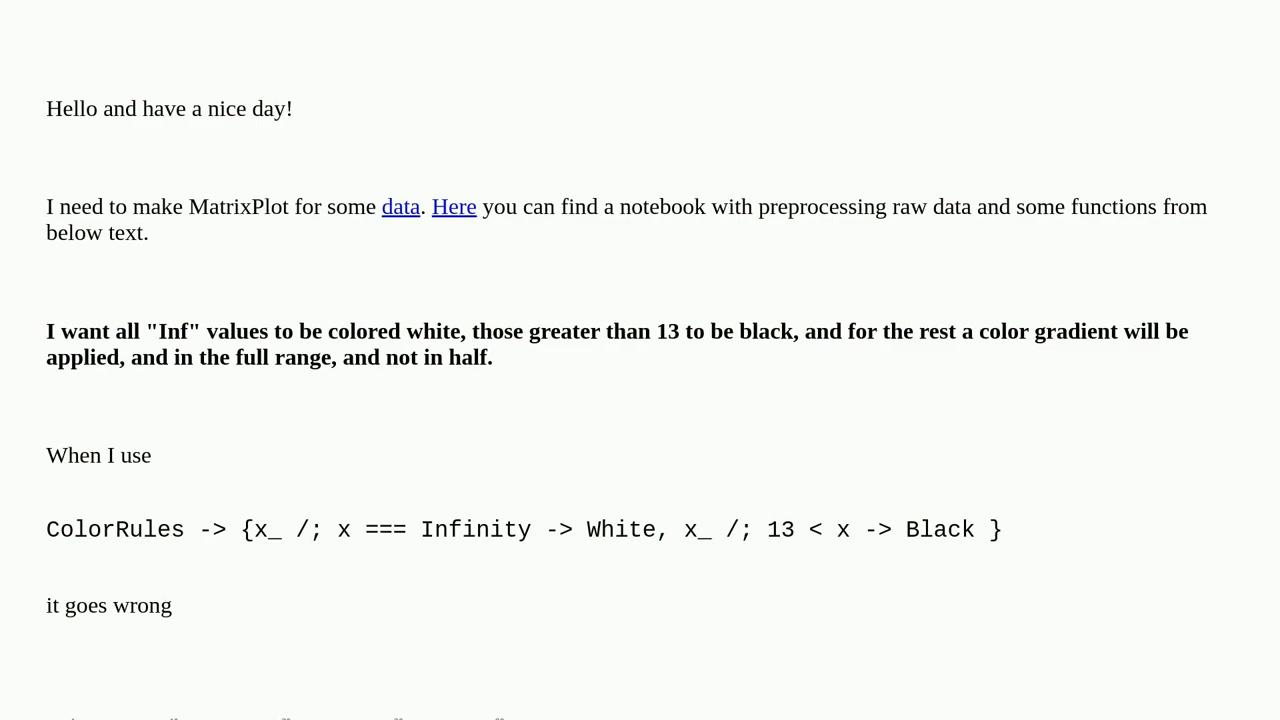 Hello and have a nice day!
I need to make MatrixPlot for some data. Here you can find a notebook with preprocessing raw data and some functions from
below text.
I want all "Inf" values to be colored white, those greater than 13 to be black, and for the rest a color gradient will be
applied, and in the full range, and not in half.
When I use
ColorRules -> {x_ /; x === Infinity -> White, x_ /; 13 < x -> Black }
it goes wrong